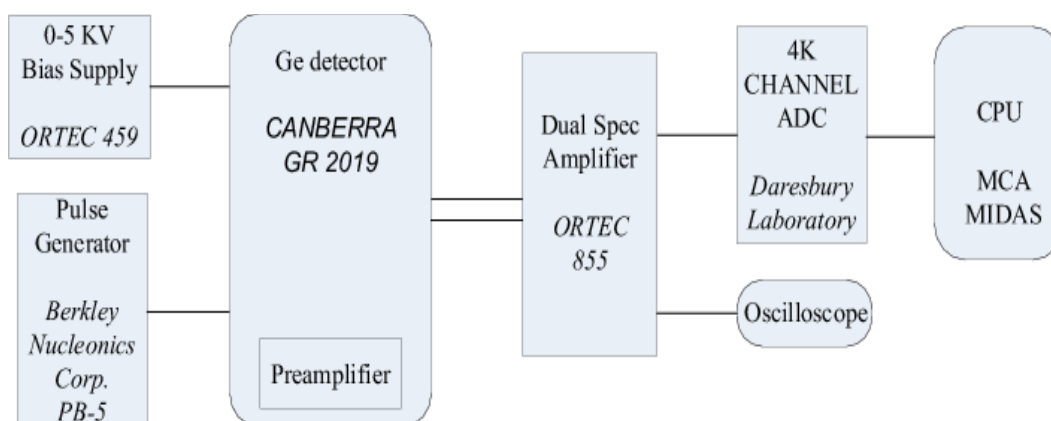 0-5 KV
Bias Supply
ORTEC 459
Pulse
Generator
Berkley
Nucleonics
Corp.
PB-5
Ge detector
CANBERRA
GR 2019
Preamplifier
Dual Spec
Amplifier
ORTEC
855
4K
CHANNEL
ADC
Daresbury
Laboratory
Oscilloscope
CPU
MCA
MIDAS